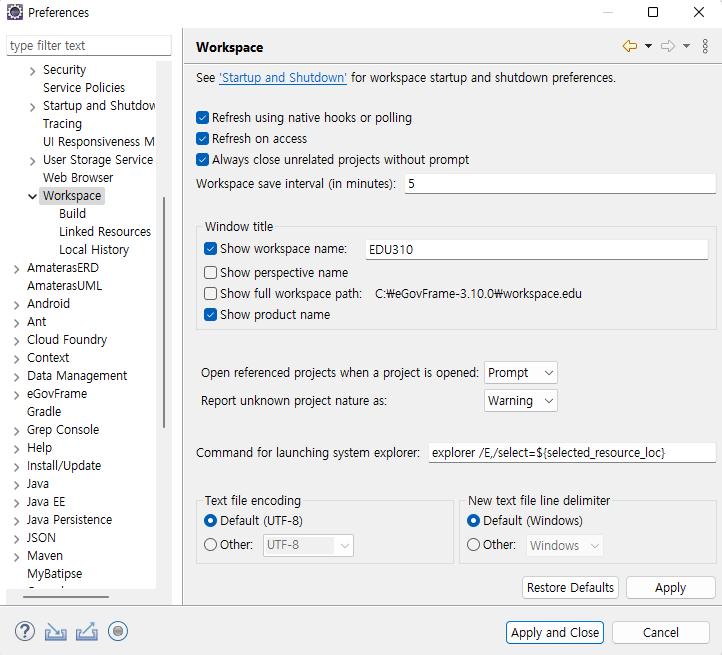 Preferences
type filter text
Security
Service Policies
Startup and Shutdow
Tracing
UI Responsiveness M
User Storage Service
Web Browser
Workspace
Build
Linked Resources
Local History
AmaterasERD
AmaterasUML
Android
Ant
Cloud Foundry
Context
Data Management
eGovFrame
Gradle
Grep Console
Help
Install/Update
Java
Java EE
Java Persistence
JSON
Maven
MyBatipse
Workspace
See 'Startup and Shutdown' for workspace startup and shutdown preferences.
Refresh using native hooks or polling
Refresh on access
Always close unrelated projects without prompt
Workspace save interval (in minutes): 5
Window title
Show workspace name: EDU310
Show perspective name
Show full workspace path: C:₩eGovFrame-3.10.0₩workspace.edu
Show product name
Open referenced projects when a project is opened: Prompt
Report unknown project nature as: Warning
Command for launching system explorer: explorer /E,/select=${selected_resource_loc}
Text file encoding
Default (UTF-8)
Other: UTF-8
New text file line delimiter
Default (Windows)
Other: Windows
Restore Defaults Apply
Apply and Close Cancel